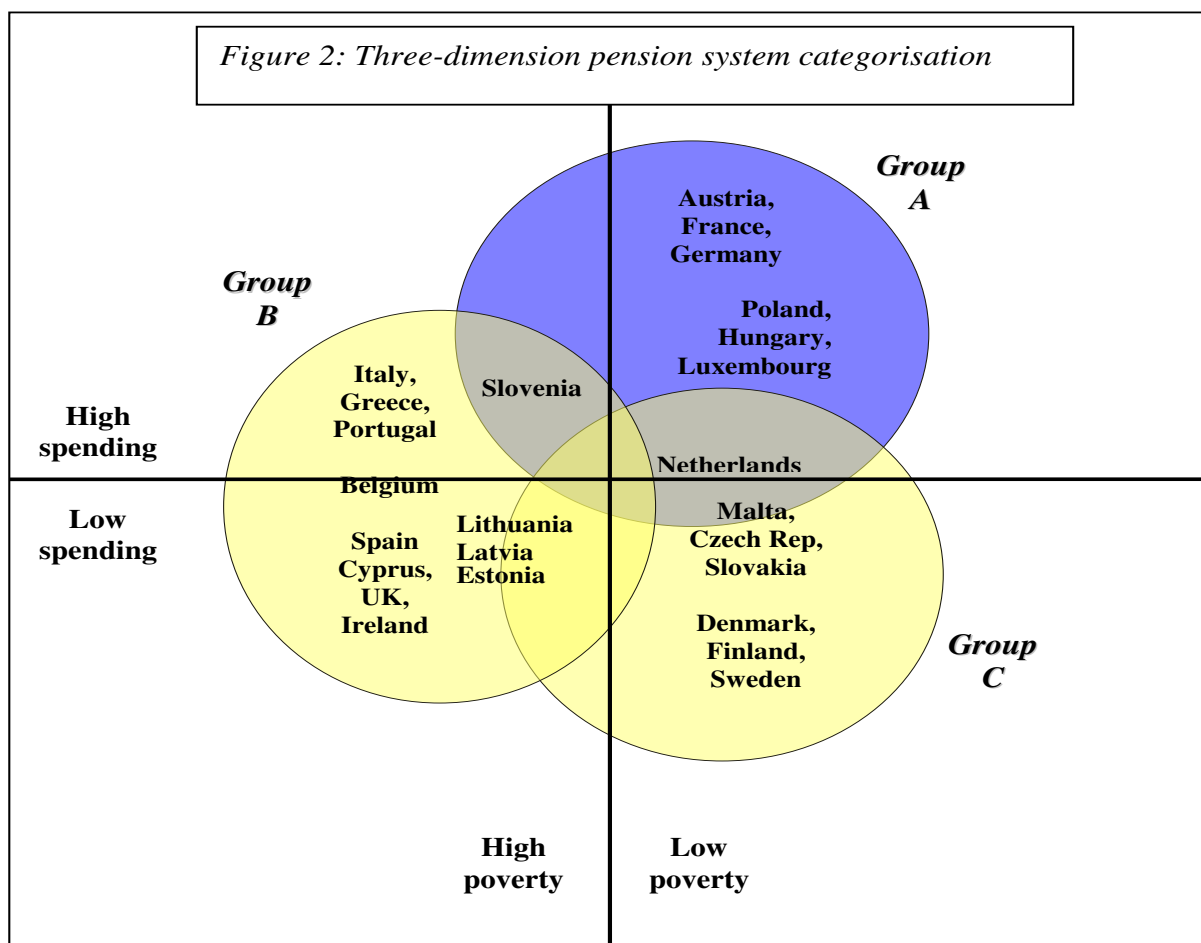 Figure 2: Three-dimension pension system categorisation
Group
A
Austria,
France,
Germany
Poland,
Hungary,
Luxembourg
Group
B
Italy,
Greece,
Portugal
Slovenia
High
spending
Netherlands
Belgium
Low
spending
Lithuania
Latvia
Estonia
Spain
Cyprus,
UK,
Ireland
Malta,
Czech Rep,
Slovakia
Denmark,
Finland,
Sweden
Group
C
High
poverty
Low
poverty